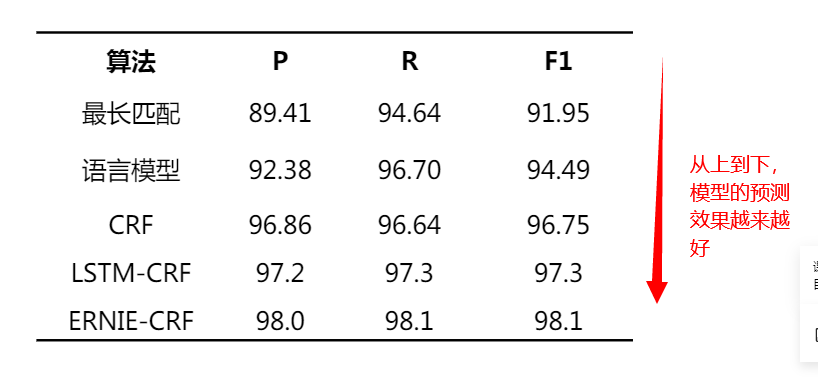 算法 P R F1
最长匹配 89.41 94.64 91.95
语言模型 92.38 96.70 94.49
CRF 96.86 96.64 96.75
LSTM-CRF 97.2 97.3 97.3
ERNIE-CRF 98.0 98.1 98.1
从上到下，
模型的预测
效果越来越
好